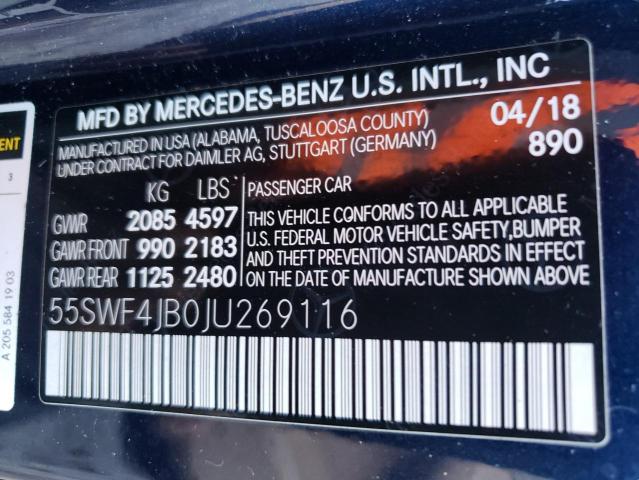 MFD BY MERCEDES-BENZ U.S. INTL., INC
MANUFACTURED IN USA (ALABAMA, TUSCALOOSA COUNTY) 04/18
UNDER CONTRACT FOR DAIMLER AG, STUTTGART (GERMANY) 890
KG LBS
GVWR 2085 4597
GAWR FRONT 990 2183
GAWR REAR 1125 2480
PASSENGER CAR
THIS VEHICLE CONFORMS TO ALL APPLICABLE
U.S. FEDERAL MOTOR VEHICLE SAFETY,BUMPER
AND THEFT PREVENTION STANDARDS IN EFFECT
ON THE DATE OF MANUFACTURE SHOWN ABOVE
55SWF4JB0JU269116
3
A 205 584 19 03